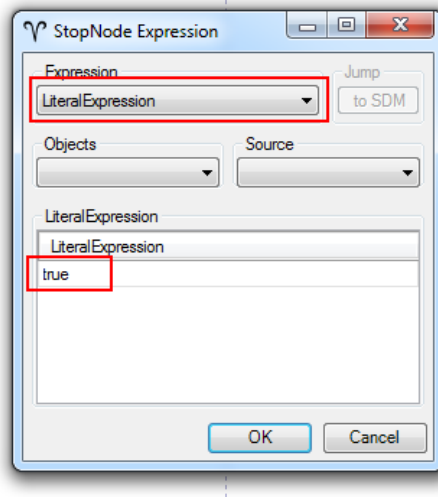 StopNode Expression
Expression
Jump
LiteralExpression
to SDM
Objects
Source
LiteralExpression
LiteralExpression
true
OK
Cancel